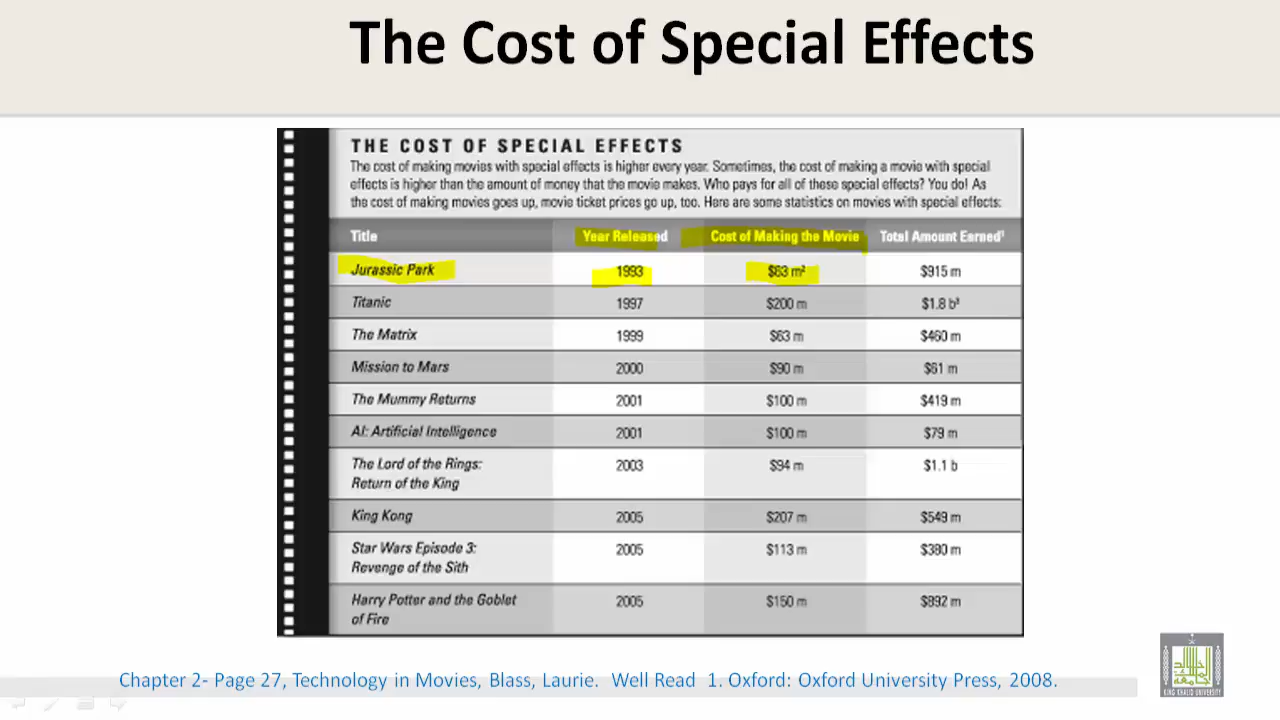 The Cost of Special Effects
THE COST OF SPECIAL EFFECTS
The cost of making movies with special effects is higher every year. Sometimes, the cost of making a movie with special
effects is higher than the amount of money that the movie makes. Who pays for all of these special effects? You do! As
the cost of making movies goes up, movie ticket prices go up, too. Here are some statistics on movies with special effects:
Title Year Released Cost of Making the Movie Total Amount Earned¹
Jurassic Park 1993 $63 m² $915 m
Titanic 1997 $200 m $1.8 b³
The Matrix 1999 $63 m $460 m
Mission to Mars 2000 $90 m $61 m
The Mummy Returns 2001 $100 m $419 m
AI: Artificial Intelligence 2001 $100 m $79 m
The Lord of the Rings: 2003 $94 m $1.1 b
Return of the King
King Kong 2005 $207 m $549 m
Star Wars Episode 3: 2005 $113 m $380 m
Revenge of the Sith
Harry Potter and the Goblet 2005 $150 m $892 m
of Fire
Chapter 2- Page 27, Technology in Movies. Blass, Laurie. Well Read 1. Oxford: Oxford University Press, 2008.
KING KHALID UNIVERSITY